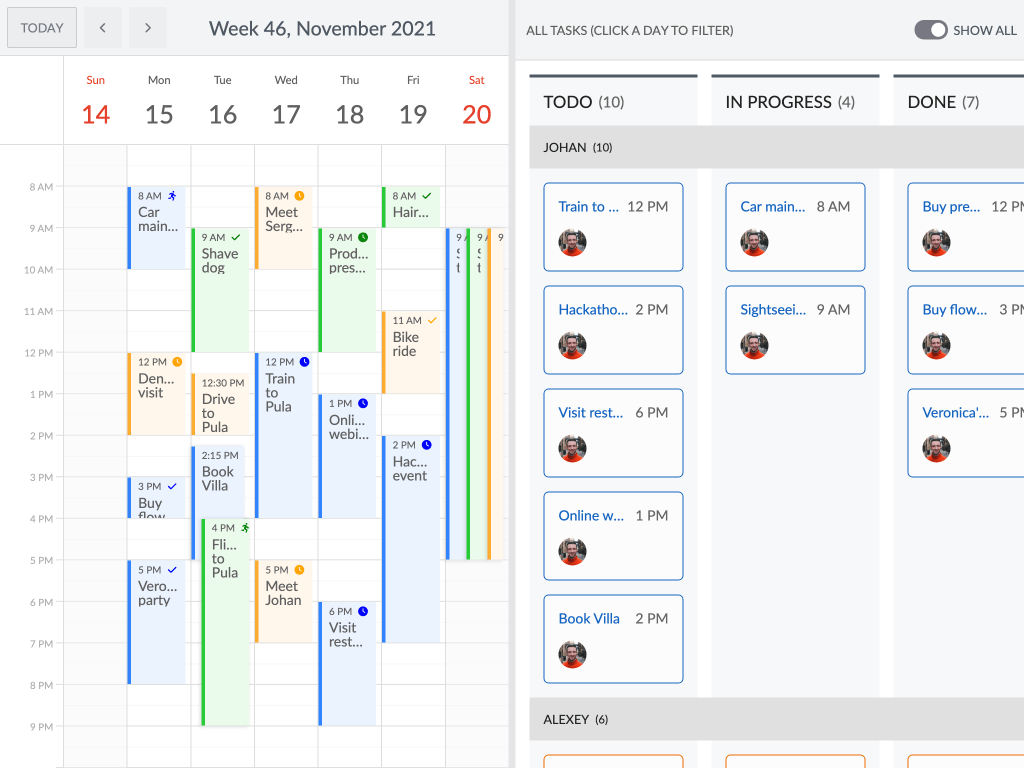 TODAY
Week 46, November 2021
Sun Mon Tue Wed Thu Fri Sat
14 15 16 17 18 19 20
8 AM
9 AM
10 AM
11 AM
12 PM
1 PM
2 PM
3 PM
4 PM
5 PM
6 PM
7 PM
8 PM
9 PM
8 AM
Car
main...
12 PM
Den...
visit
3 PM
Buy
flow
5 PM
Vero...
party
9 AM
Shave
dog
12:30 PM
Drive
to
Pula
2:15 PM
Book
Villa
4 PM
Fli...
to
Pula
8 AM
Meet
Serg...
12 PM
Train
to
Pula
5 PM
Meet
Johan
9 AM
Prod...
pres...
1 PM
Onli...
webi...
6 PM
Visit
rest...
8 AM
Hair...
11 AM
Bike
ride
2 PM
Hac...
event
9
t
9
t
9
ALL TASKS (CLICK A DAY TO FILTER)
SHOW ALL
TODO (10)
IN PROGRESS (4)
DONE (7)
JOHAN (10)
Train to ... 12 PM
Hackatho... 2 PM
Visit rest... 6 PM
Online w... 1 PM
Book Villa 2 PM
Car main... 8 AM
Sightseei... 9 AM
Buy pre... 12 PM
Buy flow... 3 PM
Veronica'... 5 PM
ALEXEY (6)